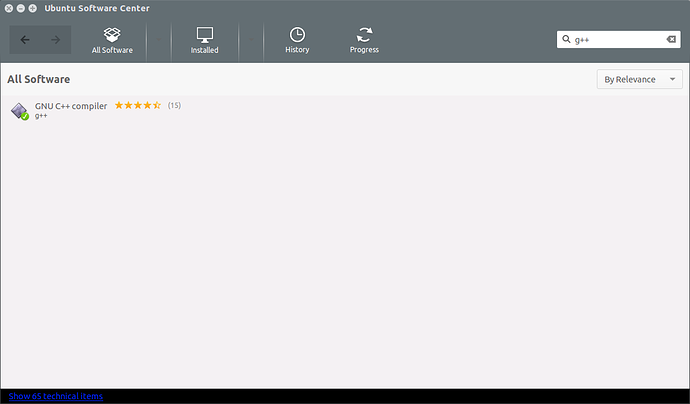 Ubuntu Software Center
All Software
Installed
History
Progress
g++
All Software
By Relevance
GNU C++ compiler (15)
g++
Show 65 technical items